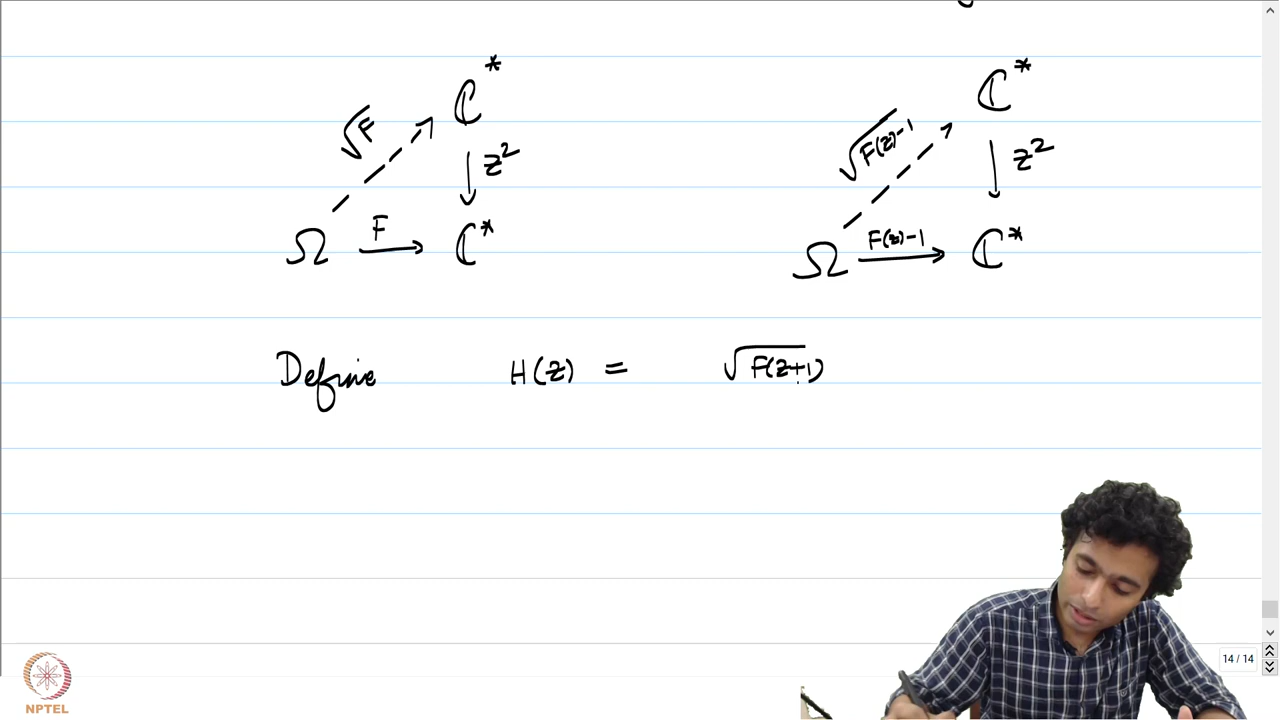 ℂ* ℂ*
√F ↓ z² √F(z)-1 ↓ z²
Ω F → ℂ* Ω F(z)-1 → ℂ*
Define H(z) = √F(z+1)
14 / 14
NPTEL